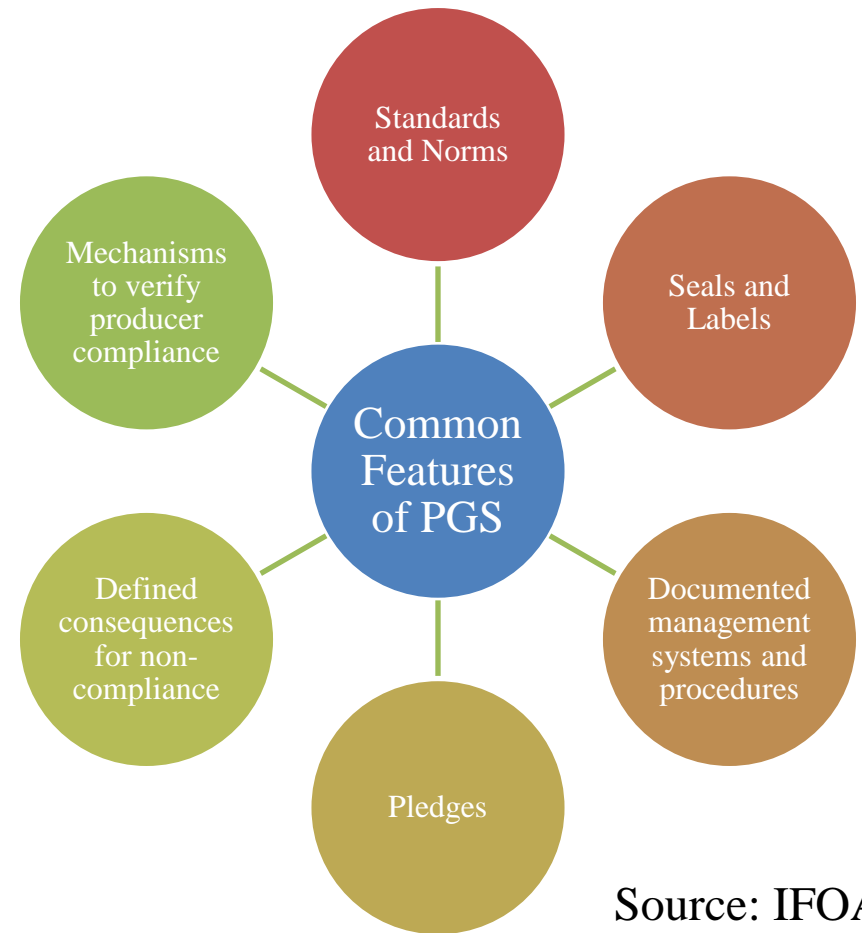 Standards
and Norms
Seals and
Labels
Documented
management
systems and
procedures
Pledges
Defined
consequences
for non-
compliance
Mechanisms
to verify
producer
compliance
Common
Features
of PGS
Source: IFOA